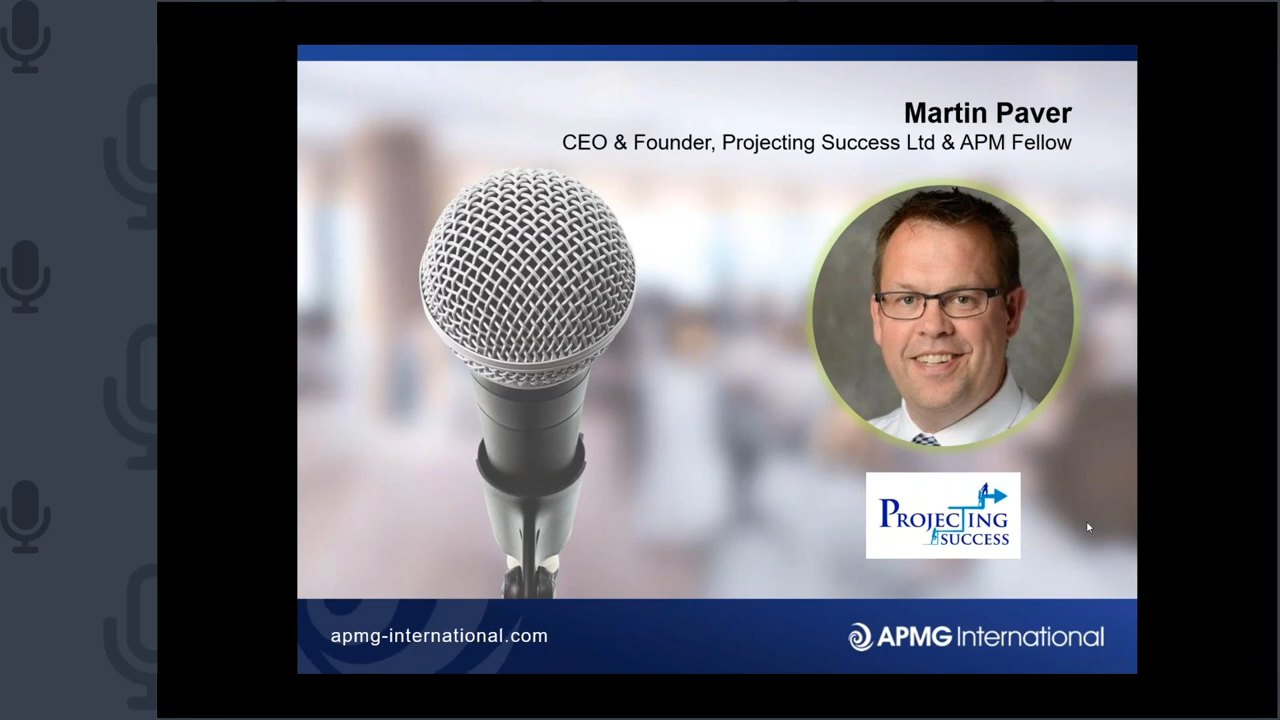 Martin Paver
CEO & Founder, Projecting Success Ltd & APM Fellow
PROJECTING
SUCCESS
apmg-international.com
APMG International